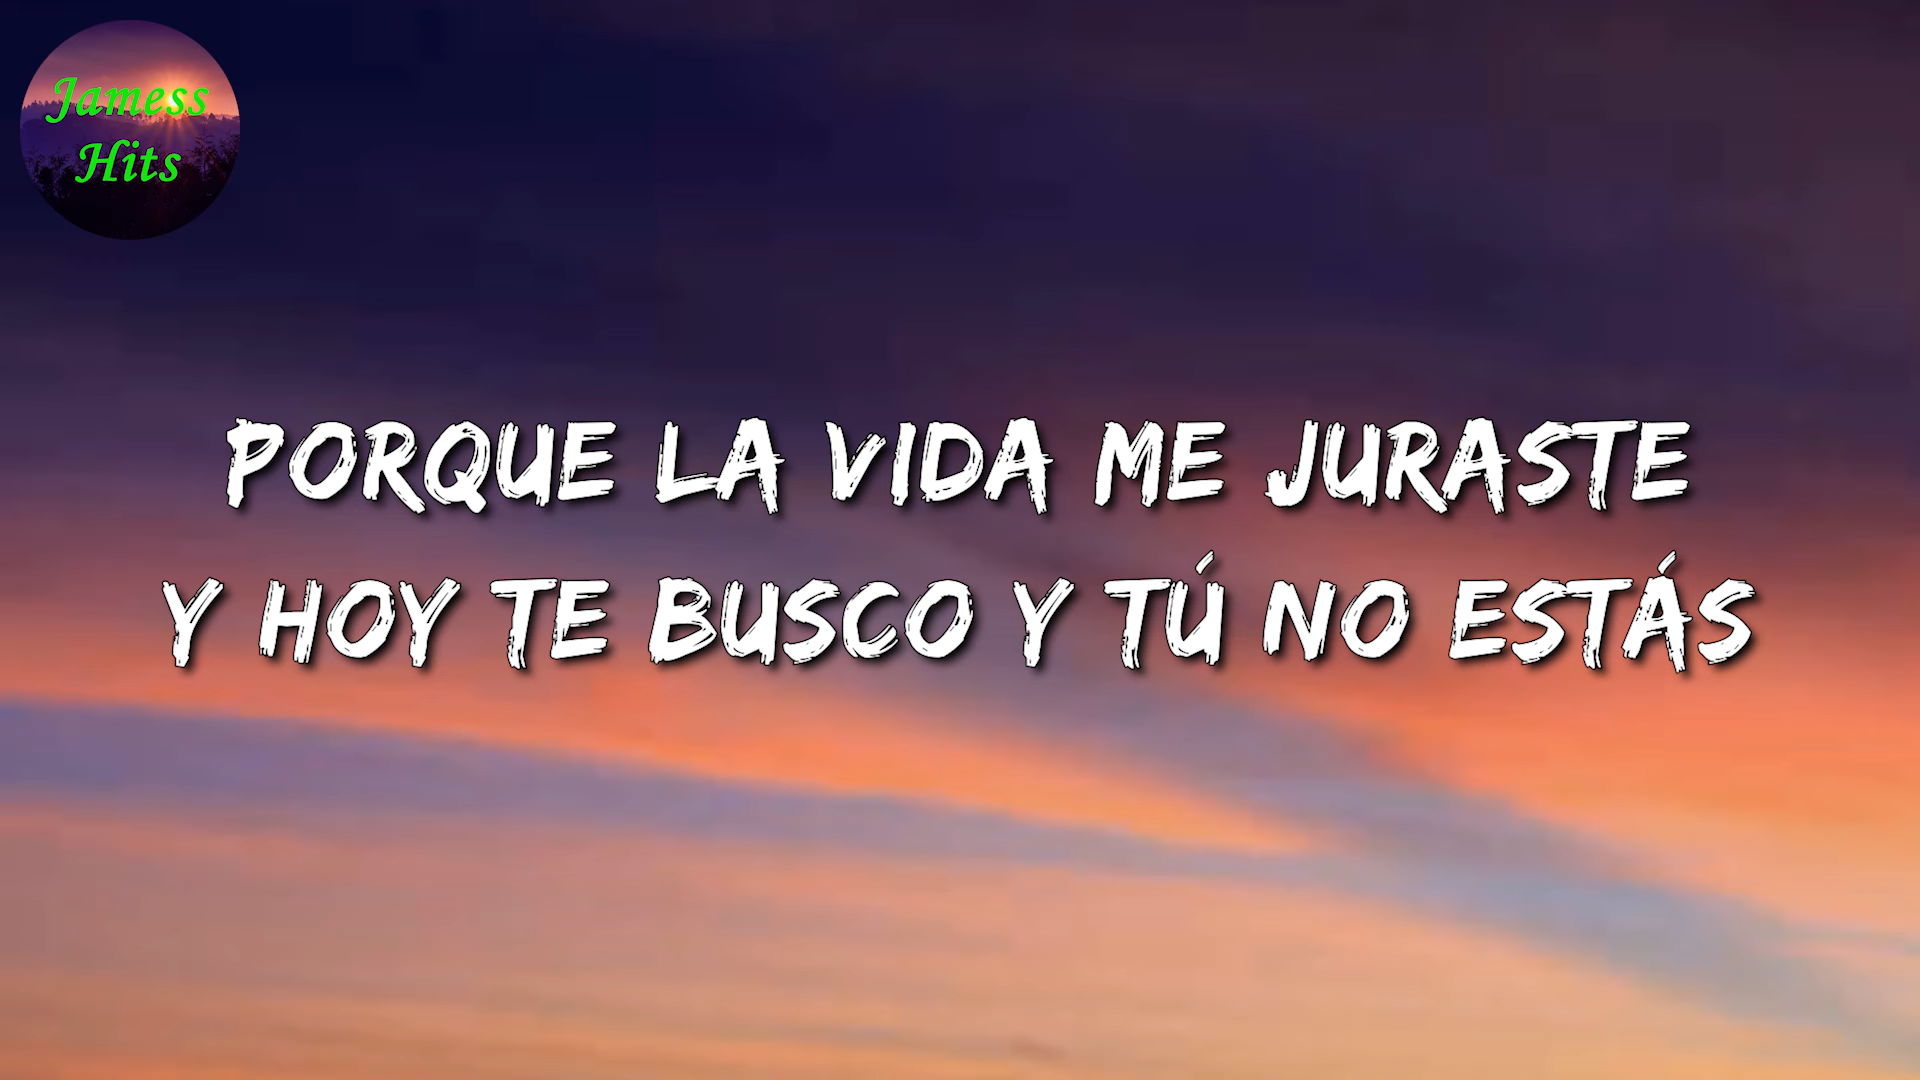 Jamess
Hits
PORQUE LA VIDA ME JURASTE
Y HOY TE BUSCO Y TÚ NO ESTÁS